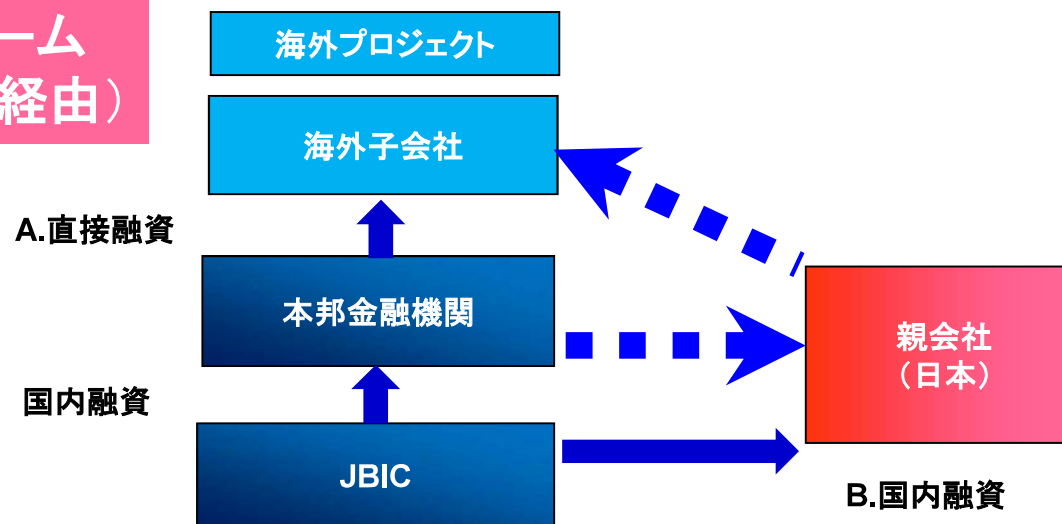 ーム
経由）
海外プロジェクト
海外子会社
A.直接融資
本邦金融機関
親会社
（日本）
国内融資
JBIC
B.国内融資